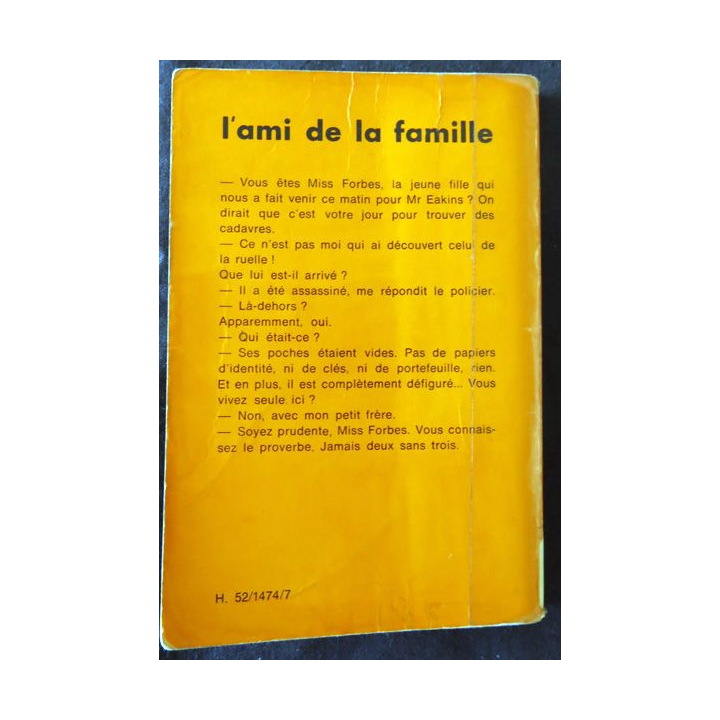 l'ami de la famille
— Vous êtes Miss Forbes, la jeune fille qui
nous a fait venir ce matin pour Mr Eakins ? On
dirait que c'est votre jour pour trouver des
cadavres.
— Ce n'est pas moi qui ai découvert celui de
la ruelle !
Que lui est-il arrivé ?
— Il a été assassiné, me répondit le policier.
— Là-dehors ?
Apparemment, oui.
— Qui était-ce ?
— Ses poches étaient vides. Pas de papiers
d'identité, ni de clés, ni de portefeuille, rien.
Et en plus, il est complètement défiguré... Vous
vivez seule ici ?
— Non, avec mon petit frère.
— Soyez prudente, Miss Forbes. Vous connais-
sez le proverbe. Jamais deux sans trois.
H. 52/1474/7